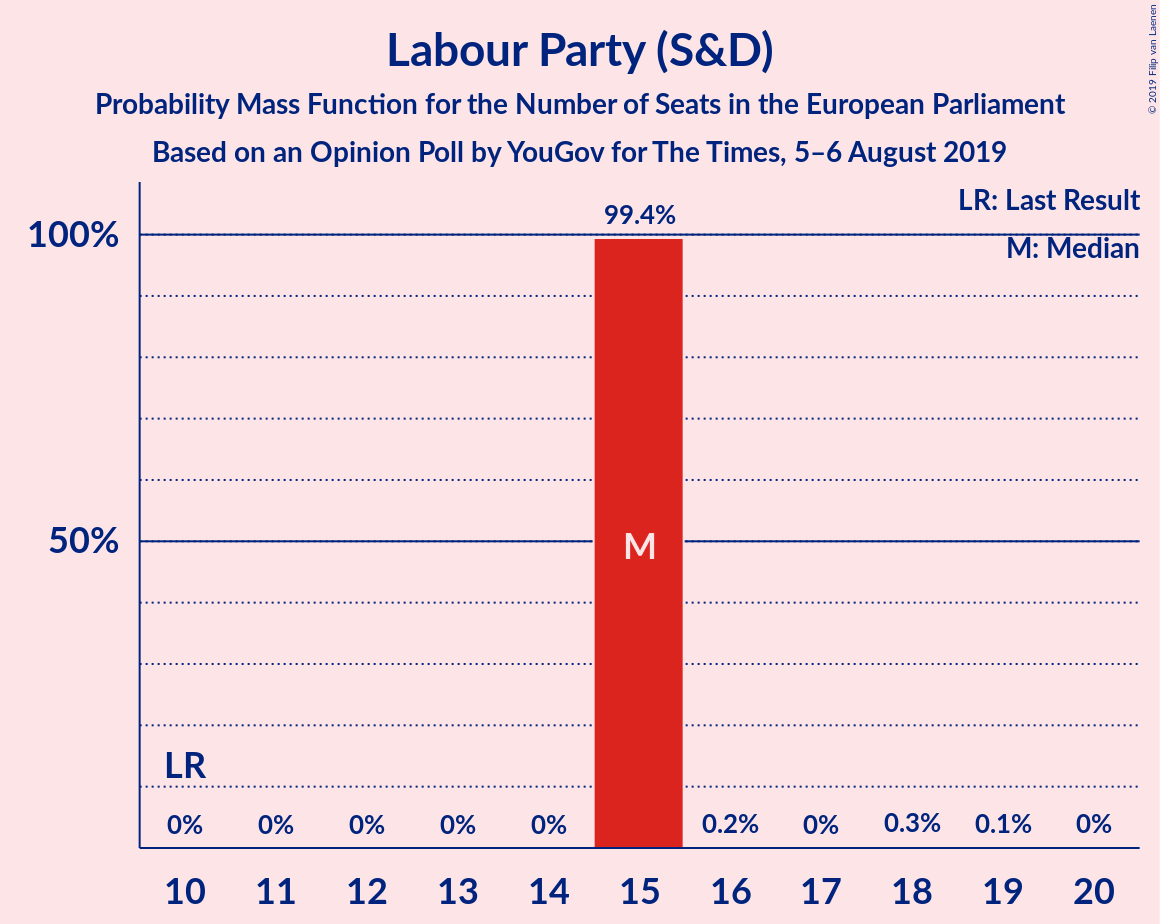 Labour Party (S&D)
Probability Mass Function for the Number of Seats in the European Parliament
Based on an Opinion Poll by YouGov for The Times, 5–6 August 2019
© 2019 Filip van Laenen
LR: Last Result
M: Median
99.4%
100%
50%
M
LR
0% 0% 0% 0% 0% 0.2% 0% 0.3% 0.1% 0%
10 11 12 13 14 15 16 17 18 19 20